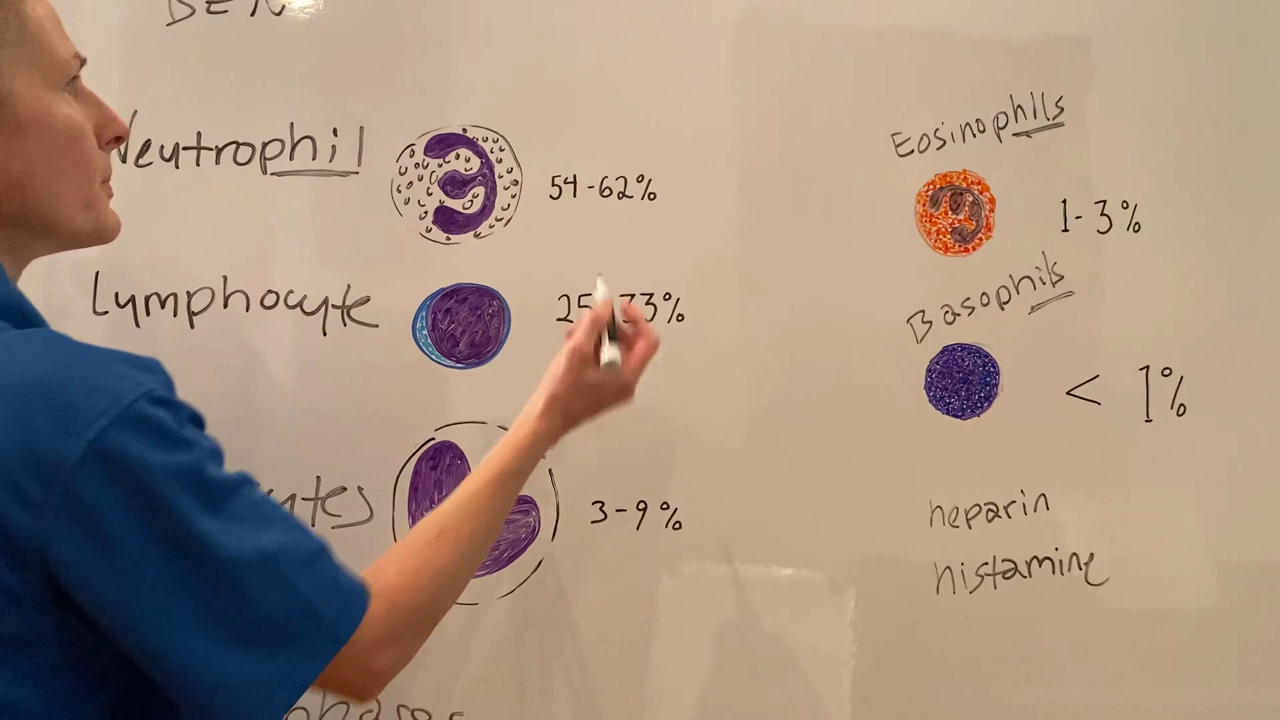 Neutrophil
54-62%
Lymphocyte
3-9%
Eosinophils
1-3%
Basophils
< 1%
heparin
histamine